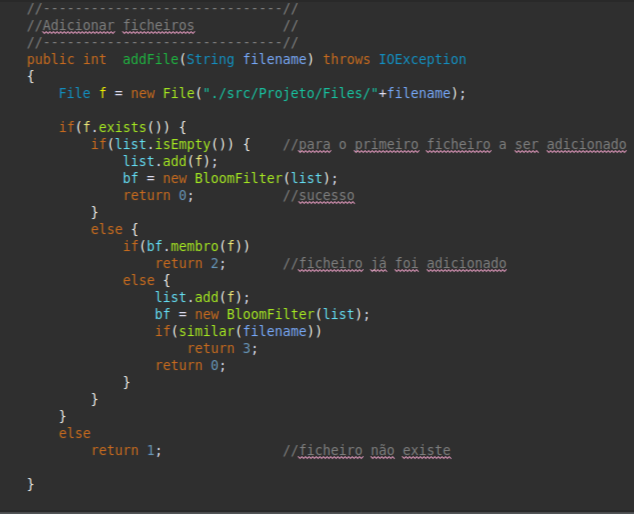 //------------------------------//
//Adicionar ficheiros           //
//------------------------------//
public int  addFile(String filename) throws IOException
{
    File f = new File("./src/Projeto/Files/"+filename);

    if(f.exists()) {
        if(list.isEmpty()) {    //para o primeiro ficheiro a ser adicionado
            list.add(f);
            bf = new BloomFilter(list);
            return 0;           //sucesso
        }
        else {
            if(bf.membro(f))
                return 2;       //ficheiro já foi adicionado
            else {
                list.add(f);
                bf = new BloomFilter(list);
                if(similar(filename))
                    return 3;
                return 0;
            }
        }
    }
    else
        return 1;               //ficheiro não existe

}